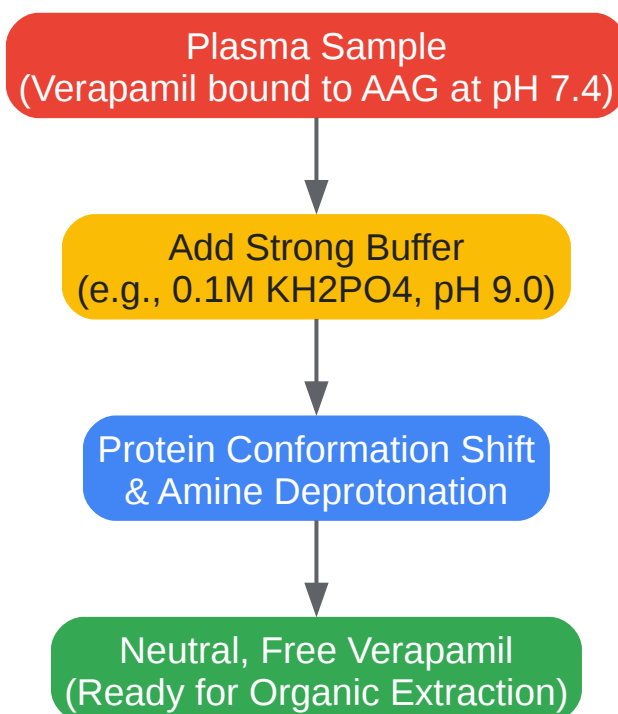 Plasma Sample
(Verapamil bound to AAG at pH 7.4)
Add Strong Buffer
(e.g., 0.1M KH2PO4, pH 9.0)
Protein Conformation Shift
& Amine Deprotonation
Neutral, Free Verapamil
(Ready for Organic Extraction)